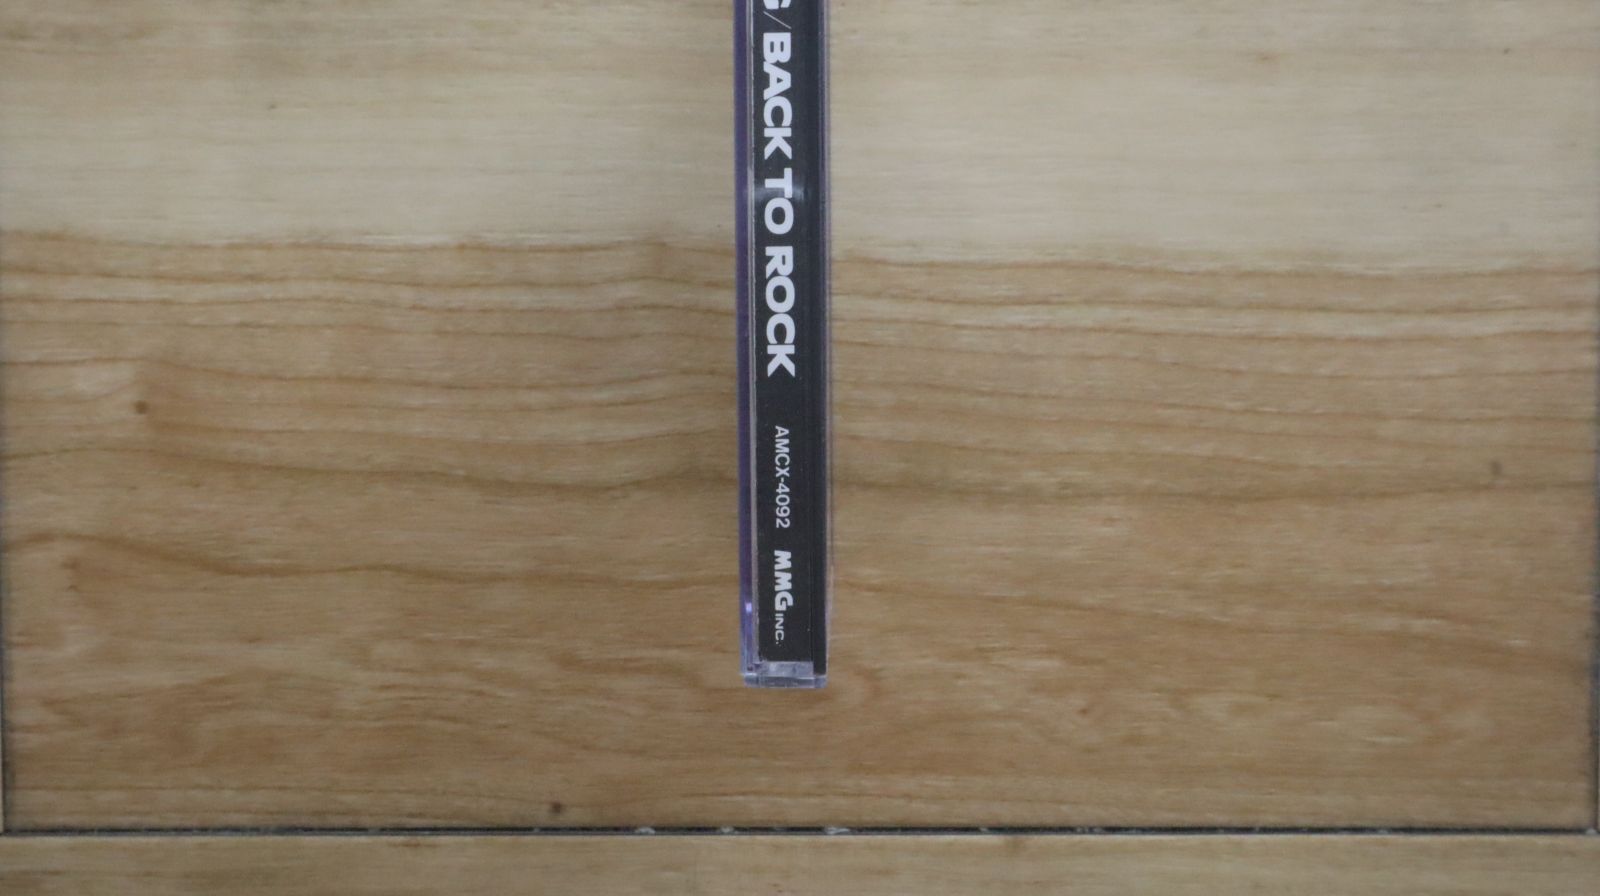 G/BACK TO ROCK AMCX-4092 MMG INC.